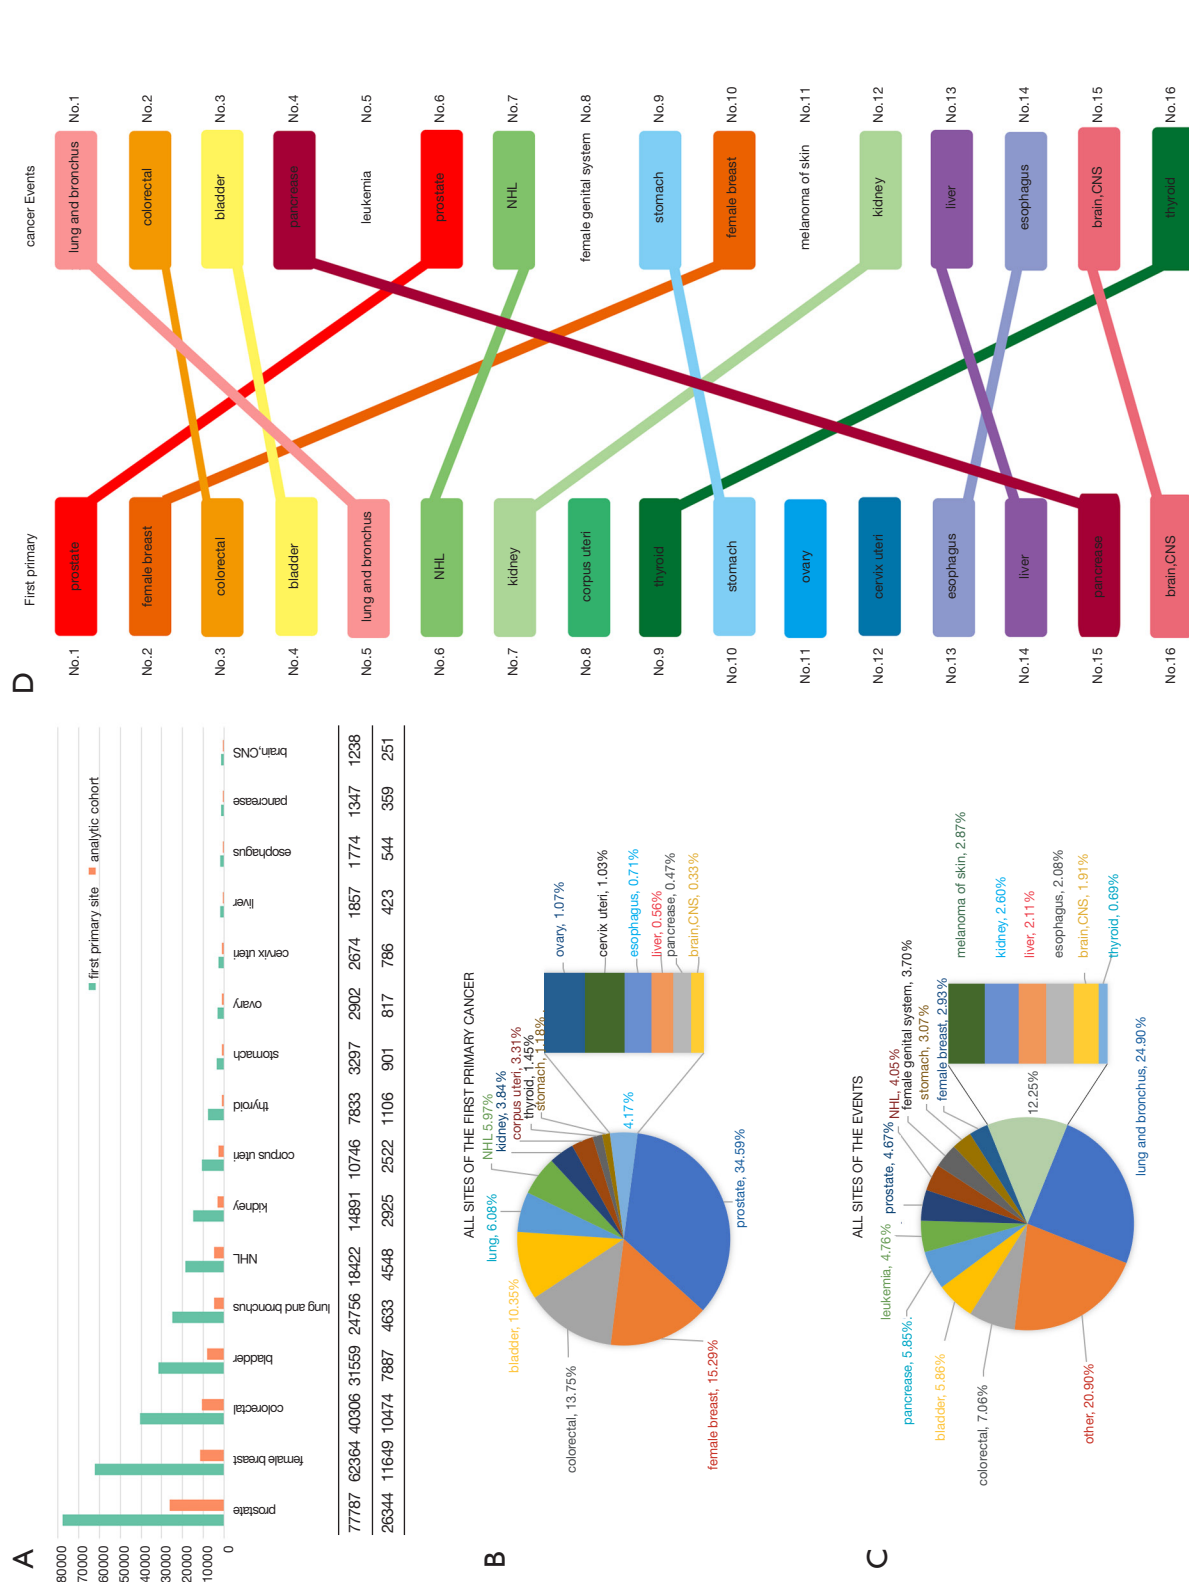 A
80000
70000
60000
50000
40000
30000
20000
10000
0
first primary site
analytic cohort
prostate
female breast
colorectal
bladder
lung and bronchus
NHL
kidney
corpus uteri
thyroid
stomach
ovary
cervix uteri
liver
esophagus
pancrease
brain,CNS
77787 62364 40306 31559 24756 18422 14891 10746 7833 3297 2902 2674 1857 1774 1347 1238
26344 11649 10474 7887 4633 4548 2925 2522 1106 901 817 786 423 544 359 251
B
ALL SITES OF THE FIRST PRIMARY CANCER
prostate, 34.59%
female breast, 15.29%
colorectal, 13.75%
bladder, 10.35%
lung, 6.08%
NHL 5.97%
kidney, 3.84%
corpus uteri, 3.31%
thyroid, 1.45%
stomach, 1.18%
4.17%
ovary, 1.07%
cervix uteri, 1.03%
esophagus, 0.71%
liver, 0.56%
pancrease, 0.47%
brain,CNS, 0.33%
C
ALL SITES OF THE EVENTS
lung and bronchus, 24.90%
other, 20.90%
colorectal, 7.06%
bladder, 5.86%
pancrease, 5.85%.
leukemia, 4.76%
prostate, 4.67%
NHL, 4.05%
female genital system, 3.70%
stomach, 3.07%
female breast, 2.93%
12.25%
melanoma of skin, 2.87%
kidney, 2.60%
liver, 2.11%
esophagus, 2.08%
brain,CNS, 1.91%
thyroid, 0.69%
D
First primary
cancer Events
No.1 prostate lung and bronchus No.1
No.2 female breast colorectal No.2
No.3 colorectal bladder No.3
No.4 bladder pancrease No.4
No.5 lung and bronchus leukemia No.5
No.6 NHL prostate No.6
No.7 kidney NHL No.7
No.8 corpus uteri female genital system No.8
No.9 thyroid stomach No.9
No.10 stomach female breast No.10
No.11 ovary melanoma of skin No.11
No.12 cervix uteri kidney No.12
No.13 esophagus liver No.13
No.14 liver esophagus No.14
No.15 pancrease brain,CNS No.15
No.16 brain,CNS thyroid No.16